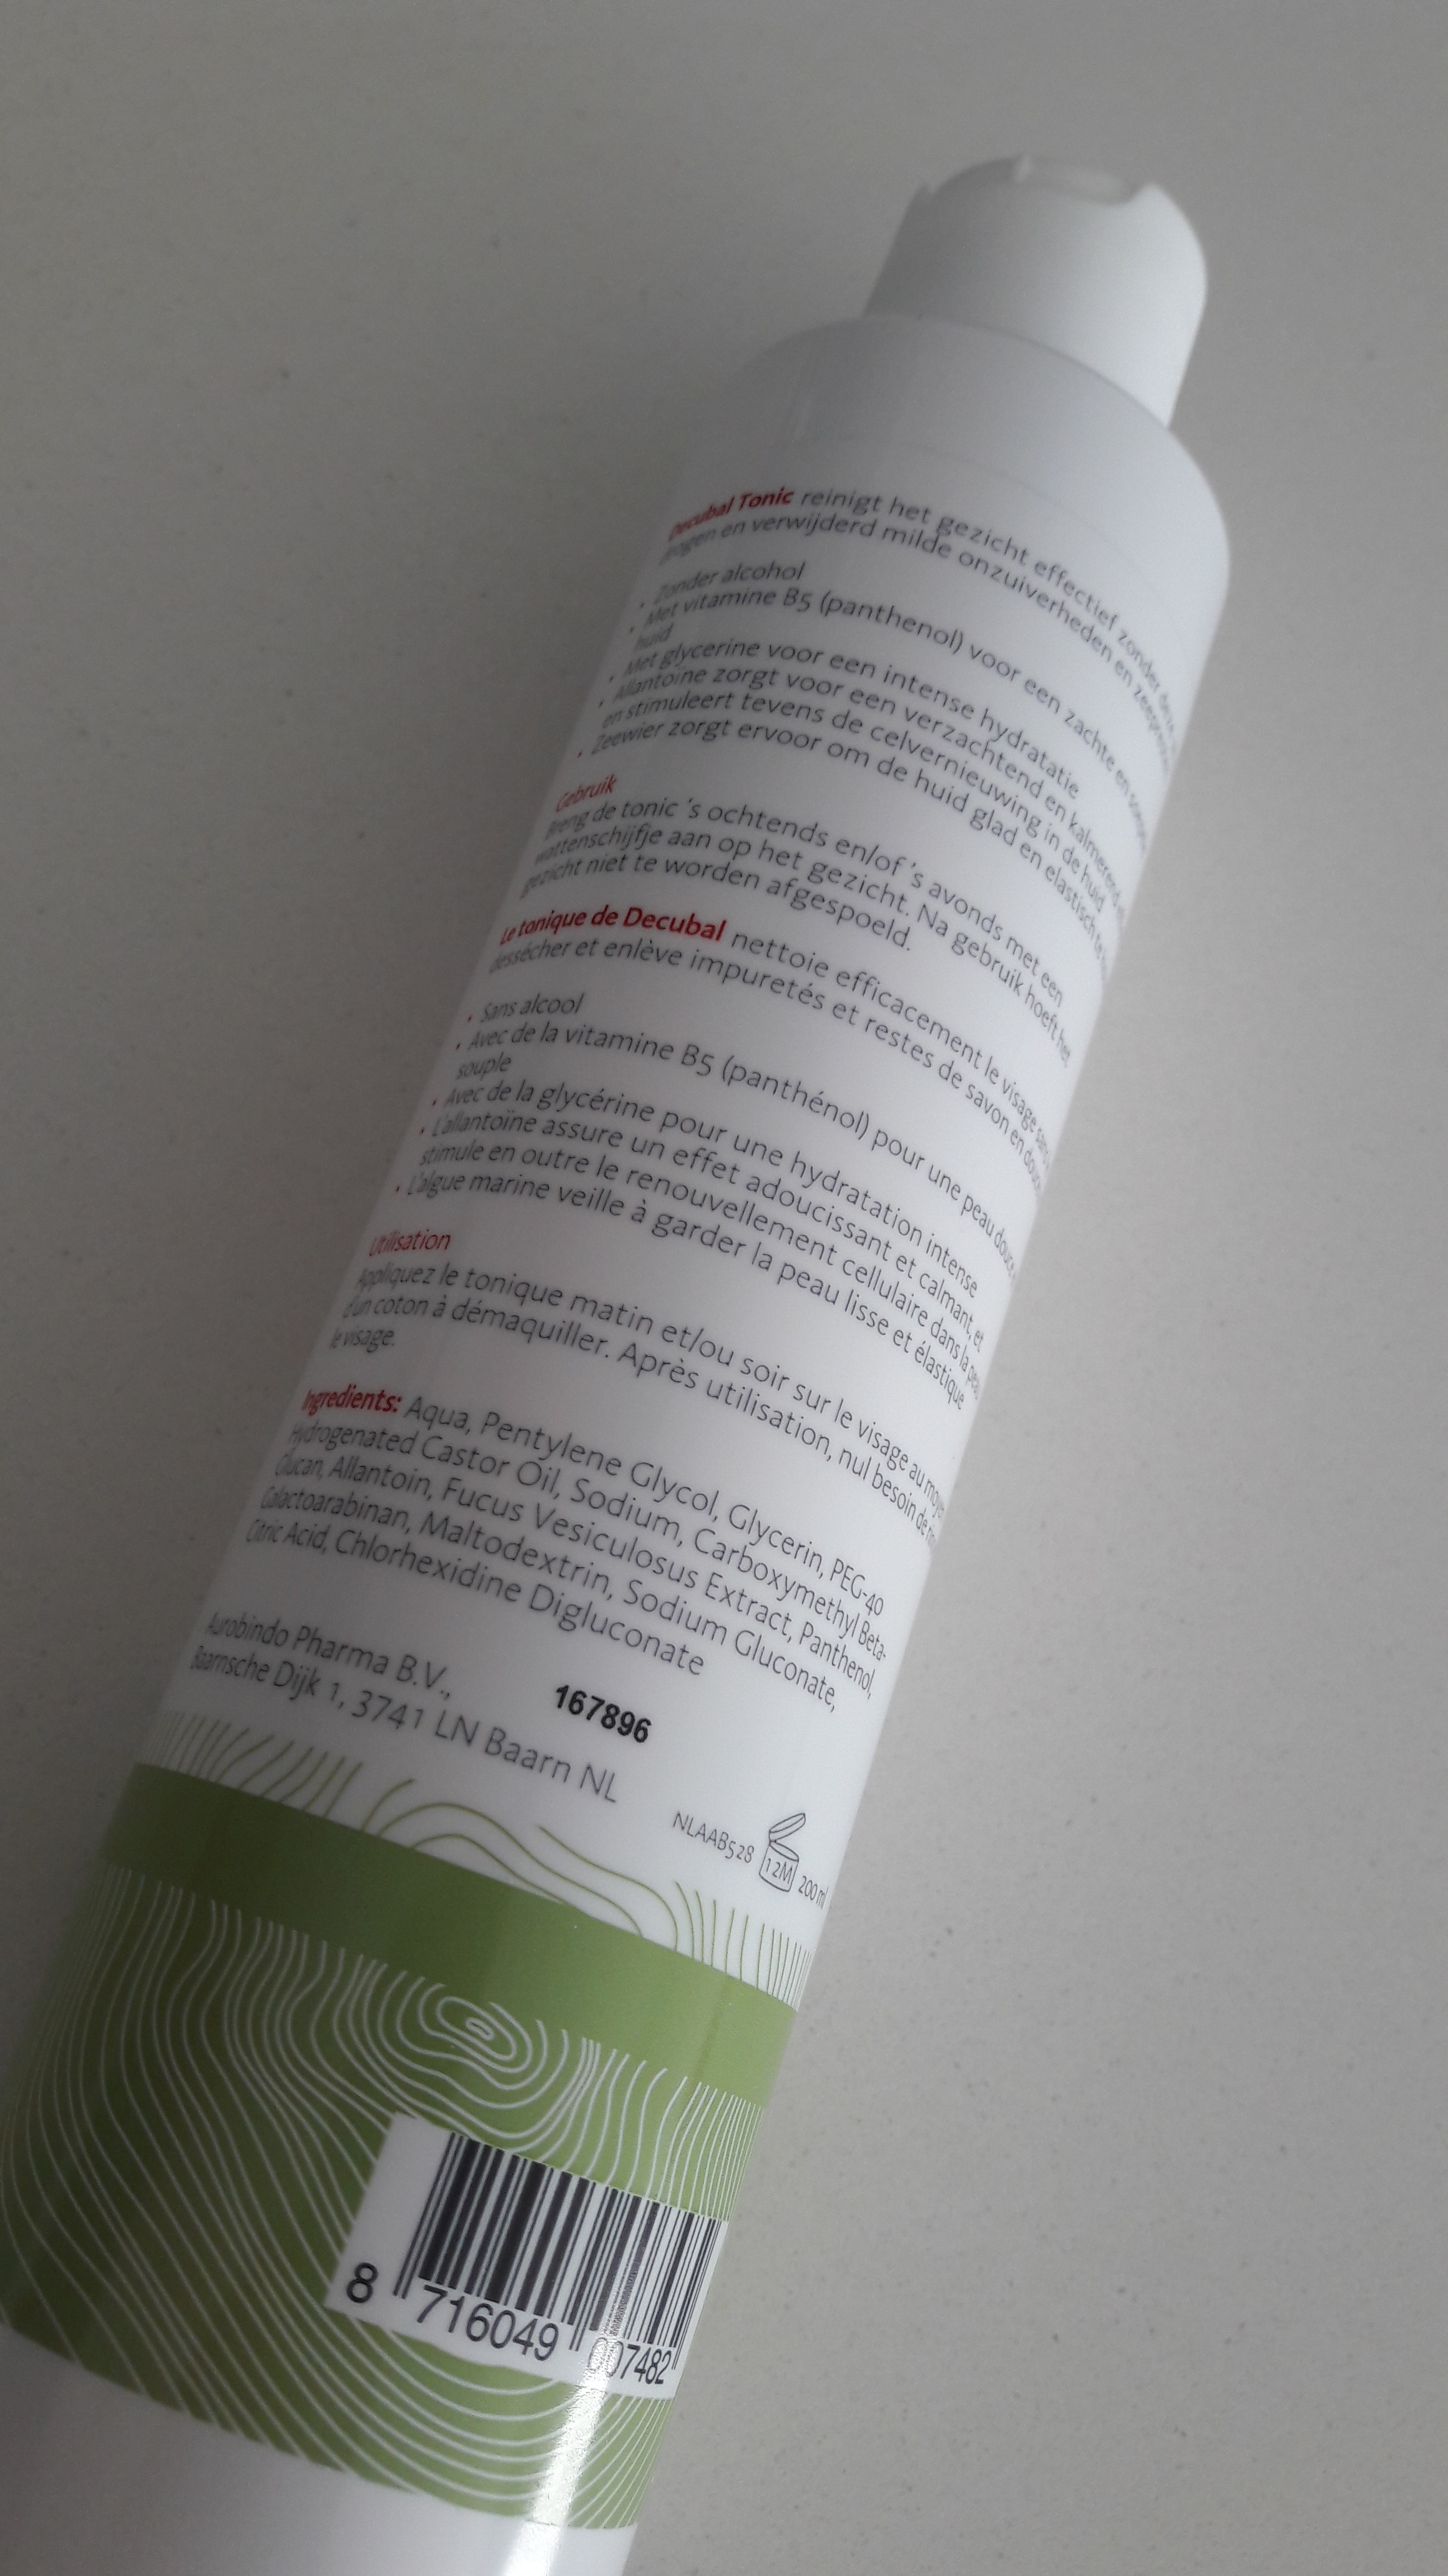 Decubal Tonic reinigt het gezicht effectief zonder
drogen en verwijderd milde onzuiverheden en
• Zonder alcohol
• Met vitamine B5 (panthenol) voor een zachte en
huid
• Met glycerine voor een intense hydratatie
• Allantoïne zorgt voor een verzachtend en kalmerend
en stimuleert tevens de celvernieuwing in de huid
• Zeewier zorgt ervoor om de huid glad en elastisch te
Gebruik
Breng de tonic 's ochtends en/of 's avonds met een
wattenschijfje aan op het gezicht. Na gebruik hoeft het
gezicht niet te worden afgespoeld.
Le tonique de Decubal nettoie efficacement le visage sans
dessécher et enlève impuretés et restes de savon en
• Sans alcool
• Avec de la vitamine B5 (panthénol) pour une peau douce
souple
• Avec de la glycérine pour une hydratation intense
• L'allantoïne assure un effet adoucissant et calmant, et
stimule en outre le renouvellement cellulaire dans la peau
• L'algue marine veille à garder la peau lisse et élastique
Utilisation
Appliquez le tonique matin et/ou soir sur le visage au moyen
d'un coton à démaquiller. Après utilisation, nul besoin de
le visage.
Ingredients: Aqua, Pentylene Glycol, Glycerin, PEG-40
Hydrogenated Castor Oil, Sodium, Carboxymethyl Beta-
Glucan, Allantoin, Fucus Vesiculosus Extract, Panthenol,
Galactoarabinan, Maltodextrin, Sodium Gluconate,
Citric Acid, Chlorhexidine Digluconate
Aurobindo Pharma B.V.,
Baarnsche Dijk 1, 3741 LN Baarn NL
167896
NLAAB528 12M 200 ml
8 716049 007482